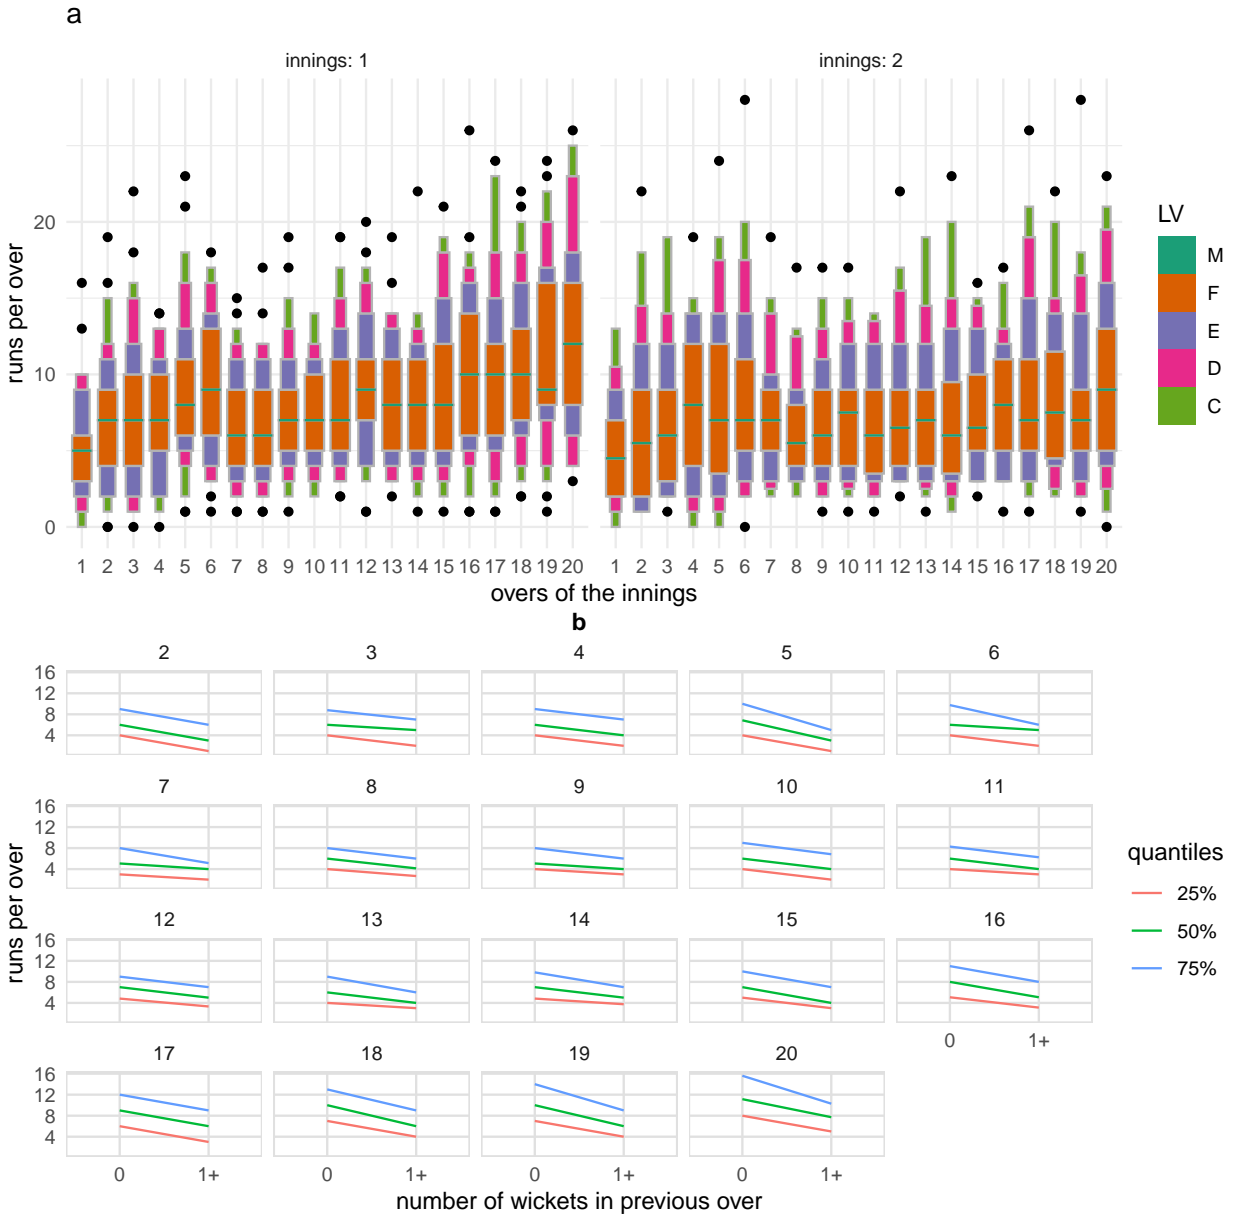 a
innings: 1
innings: 2
runs per over
20
10
0
1 2 3 4 5 6 7 8 9 10 11 12 13 14 15 16 17 18 19 20
1 2 3 4 5 6 7 8 9 10 11 12 13 14 15 16 17 18 19 20
overs of the innings
LV
M
F
E
D
C
b
2 3 4 5 6
16
12
8
4
7 8 9 10 11
16
12
8
4
12 13 14 15 16
16
12
8
4
0 1+
17 18 19 20
16
12
8
4
0 1+ 0 1+ 0 1+ 0 1+
runs per over
number of wickets in previous over
quantiles
25%
50%
75%